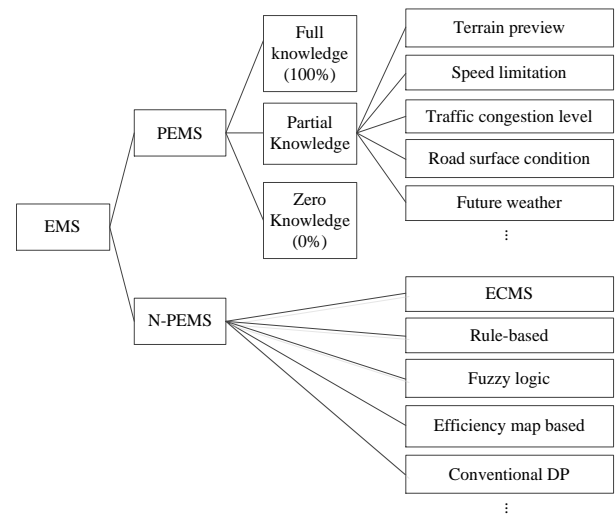 EMS
PEMS
Full
knowledge
(100%)
Partial
Knowledge
Zero
Knowledge
(0%)
Terrain preview
Speed limitation
Traffic congestion level
Road surface condition
Future weather
...
N-PEMS
ECMS
Rule-based
Fuzzy logic
Efficiency map based
Conventional DP
...